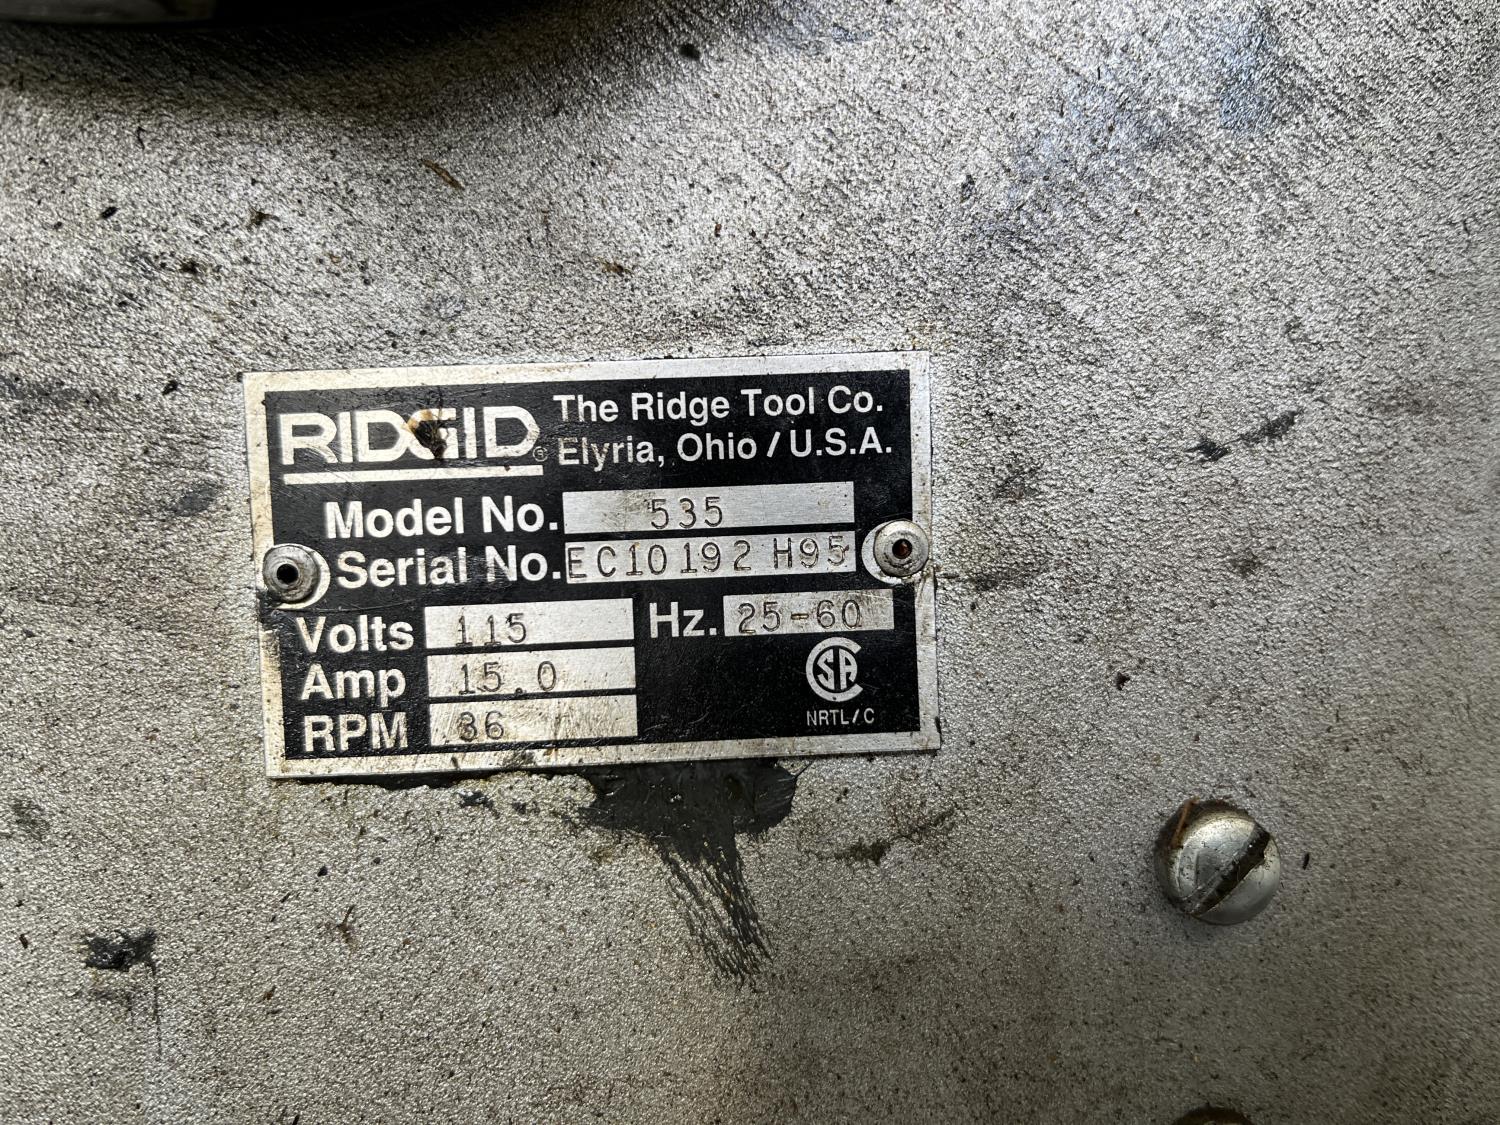 RIDGID® The Ridge Tool Co.
Elyria, Ohio / U.S.A.
Model No. 535
Serial No. EC10192 H95
Volts 115 Hz. 25-60
Amp 15.0
RPM 36
CSA
NRTL/C